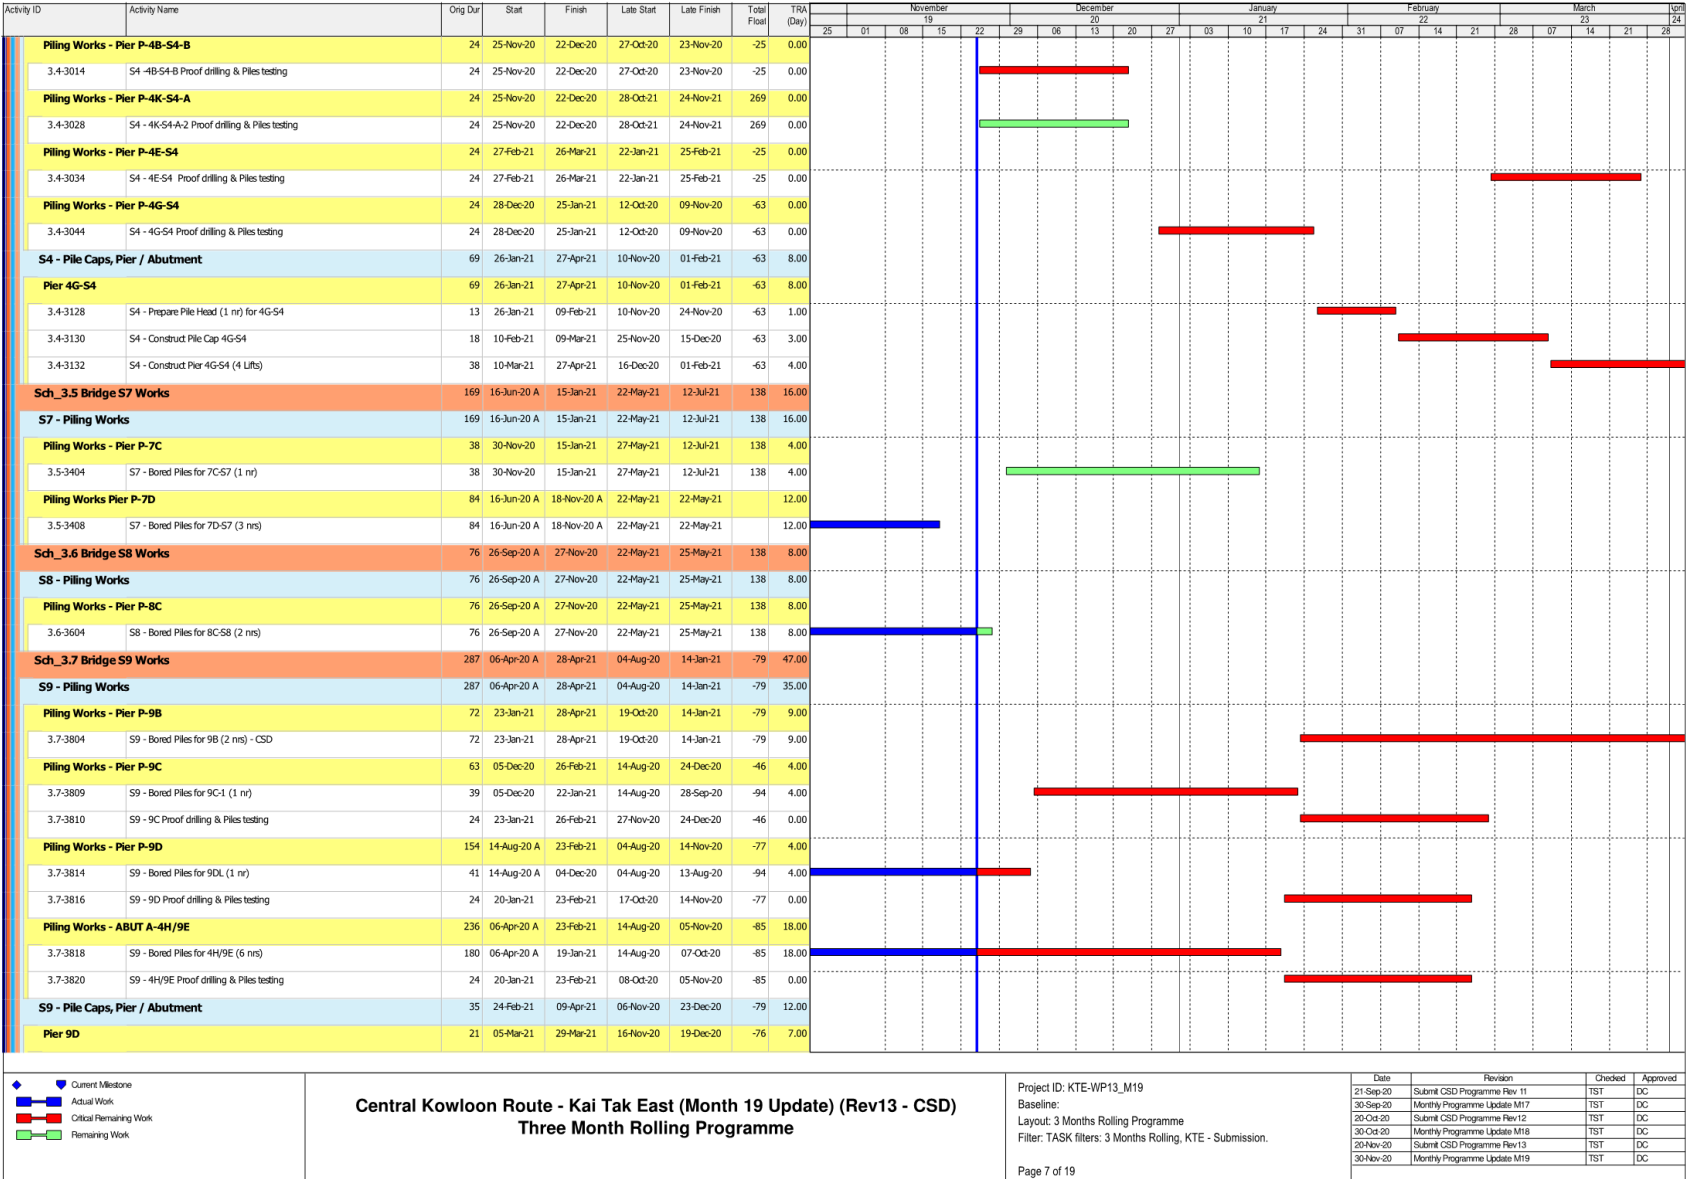 Activity ID Activity Name Orig Dur Start Finish Late Start Late Finish Total Float TRA (Day)
November December January February March April
19 20 21 22 23 24
25 01 08 15 22 29 06 13 20 27 03 10 17 24 31 07 14 21 28 07 14 21 28
Piling Works - Pier P-4B-S4-B 24 25-Nov-20 22-Dec-20 27-Oct-20 23-Nov-20 -25 0.00
3.4-3014 S4 -4B-S4-B Proof drilling & Piles testing 24 25-Nov-20 22-Dec-20 27-Oct-20 23-Nov-20 -25 0.00
Piling Works - Pier P-4K-S4-A 24 25-Nov-20 22-Dec-20 28-Oct-21 24-Nov-21 269 0.00
3.4-3028 S4 - 4K-S4-A-2 Proof drilling & Piles testing 24 25-Nov-20 22-Dec-20 28-Oct-21 24-Nov-21 269 0.00
Piling Works - Pier P-4E-S4 24 27-Feb-21 26-Mar-21 22-Jan-21 25-Feb-21 -25 0.00
3.4-3034 S4 - 4E-S4 Proof drilling & Piles testing 24 27-Feb-21 26-Mar-21 22-Jan-21 25-Feb-21 -25 0.00
Piling Works - Pier P-4G-S4 24 28-Dec-20 25-Jan-21 12-Oct-20 09-Nov-20 -63 0.00
3.4-3044 S4 - 4G-S4 Proof drilling & Piles testing 24 28-Dec-20 25-Jan-21 12-Oct-20 09-Nov-20 -63 0.00
S4 - Pile Caps, Pier / Abutment 69 26-Jan-21 27-Apr-21 10-Nov-20 01-Feb-21 -63 8.00
Pier 4G-S4 69 26-Jan-21 27-Apr-21 10-Nov-20 01-Feb-21 -63 8.00
3.4-3128 S4 - Prepare Pile Head (1 nr) for 4G-S4 13 26-Jan-21 09-Feb-21 10-Nov-20 24-Nov-20 -63 1.00
3.4-3130 S4 - Construct Pile Cap 4G-S4 18 10-Feb-21 09-Mar-21 25-Nov-20 15-Dec-20 -63 3.00
3.4-3132 S4 - Construct Pier 4G-S4 (4 Lifts) 38 10-Mar-21 27-Apr-21 16-Dec-20 01-Feb-21 -63 4.00
Sch_3.5 Bridge S7 Works 169 16-Jun-20 A 15-Jan-21 22-May-21 12-Jul-21 138 16.00
S7 - Piling Works 169 16-Jun-20 A 15-Jan-21 22-May-21 12-Jul-21 138 16.00
Piling Works - Pier P-7C 38 30-Nov-20 15-Jan-21 27-May-21 12-Jul-21 138 4.00
3.5-3404 S7 - Bored Piles for 7C-S7 (1 nr) 38 30-Nov-20 15-Jan-21 27-May-21 12-Jul-21 138 4.00
Piling Works Pier P-7D 84 16-Jun-20 A 18-Nov-20 A 22-May-21 22-May-21 12.00
3.5-3408 S7 - Bored Piles for 7D-S7 (3 nrs) 84 16-Jun-20 A 18-Nov-20 A 22-May-21 22-May-21 12.00
Sch_3.6 Bridge S8 Works 76 26-Sep-20 A 27-Nov-20 22-May-21 25-May-21 138 8.00
S8 - Piling Works 76 26-Sep-20 A 27-Nov-20 22-May-21 25-May-21 138 8.00
Piling Works - Pier P-8C 76 26-Sep-20 A 27-Nov-20 22-May-21 25-May-21 138 8.00
3.6-3604 S8 - Bored Piles for 8C-S8 (2 nrs) 76 26-Sep-20 A 27-Nov-20 22-May-21 25-May-21 138 8.00
Sch_3.7 Bridge S9 Works 287 06-Apr-20 A 28-Apr-21 04-Aug-20 14-Jan-21 -79 47.00
S9 - Piling Works 287 06-Apr-20 A 28-Apr-21 04-Aug-20 14-Jan-21 -79 35.00
Piling Works - Pier P-9B 72 23-Jan-21 28-Apr-21 19-Oct-20 14-Jan-21 -79 9.00
3.7-3804 S9 - Bored Piles for 9B (2 nrs) - CSD 72 23-Jan-21 28-Apr-21 19-Oct-20 14-Jan-21 -79 9.00
Piling Works - Pier P-9C 63 05-Dec-20 26-Feb-21 14-Aug-20 24-Dec-20 -46 4.00
3.7-3809 S9 - Bored Piles for 9C-1 (1 nr) 39 05-Dec-20 22-Jan-21 14-Aug-20 28-Sep-20 -94 4.00
3.7-3810 S9 - 9C Proof drilling & Piles testing 24 23-Jan-21 26-Feb-21 27-Nov-20 24-Dec-20 -46 0.00
Piling Works - Pier P-9D 154 14-Aug-20 A 23-Feb-21 04-Aug-20 14-Nov-20 -77 4.00
3.7-3814 S9 - Bored Piles for 9DL (1 nr) 41 14-Aug-20 A 04-Dec-20 04-Aug-20 13-Aug-20 -94 4.00
3.7-3816 S9 - 9D Proof drilling & Piles testing 24 20-Jan-21 23-Feb-21 17-Oct-20 14-Nov-20 -77 0.00
Piling Works - ABUT A-4H/9E 236 06-Apr-20 A 23-Feb-21 14-Aug-20 05-Nov-20 -85 18.00
3.7-3818 S9 - Bored Piles for 4H/9E (6 nrs) 180 06-Apr-20 A 19-Jan-21 14-Aug-20 07-Oct-20 -85 18.00
3.7-3820 S9 - 4H/9E Proof drilling & Piles testing 24 20-Jan-21 23-Feb-21 08-Oct-20 05-Nov-20 -85 0.00
S9 - Pile Caps, Pier / Abutment 35 24-Feb-21 09-Apr-21 06-Nov-20 23-Dec-20 -79 12.00
Pier 9D 21 05-Mar-21 29-Mar-21 16-Nov-20 19-Dec-20 -76 7.00
Current Milestone
Actual Work
Critical Remaining Work
Remaining Work
Central Kowloon Route - Kai Tak East (Month 19 Update) (Rev13 - CSD)
Three Month Rolling Programme
Project ID: KTE-WP13_M19
Baseline:
Layout: 3 Months Rolling Programme
Filter: TASK filters: 3 Months Rolling, KTE - Submission.
Page 7 of 19
Date Revision Checked Approved
21-Sep-20 Submit CSD Programme Rev 11 TST DC
30-Sep-20 Monthly Programme Update M17 TST DC
20-Oct-20 Submit CSD Programme Rev12 TST DC
30-Oct-20 Monthly Programme Update M18 TST DC
20-Nov-20 Submit CSD Programme Rev13 TST DC
30-Nov-20 Monthly Programme Update M19 TST DC